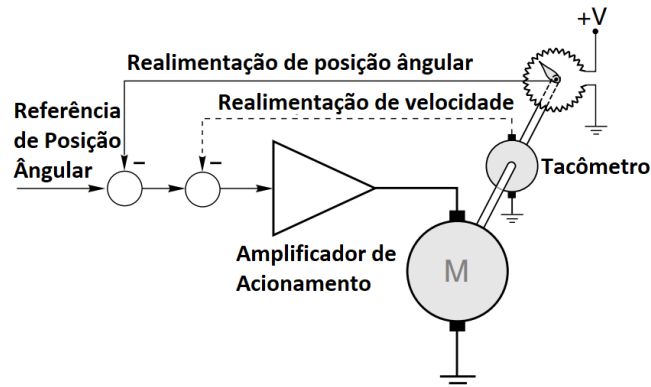 +V
Realimentação de posição ângular
Realimentação de velocidade
Referência
de Posição
Ângular
−
−
Tacômetro
Amplificador de
Acionamento
M